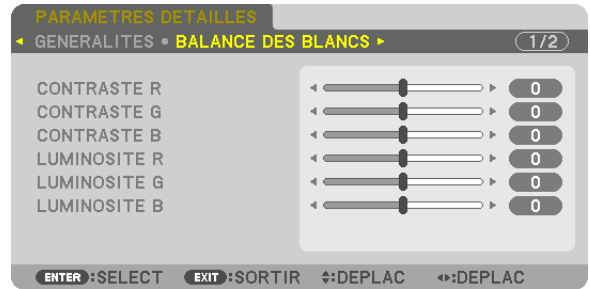 PARAMETRES DETAILLES
GENERALITES • BALANCE DES BLANCS 1/2
CONTRASTE R 0
CONTRASTE G 0
CONTRASTE B 0
LUMINOSITE R 0
LUMINOSITE G 0
LUMINOSITE B 0
ENTER :SELECT EXIT :SORTIR :DEPLAC :DEPLAC